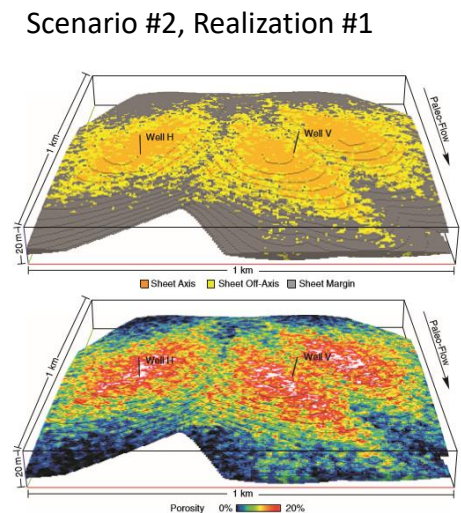 Scenario #2, Realization #1
Paleo-Flow
Well H
Well V
1 km
20 m
1 km
Sheet Axis Sheet Off-Axis Sheet Margin
Paleo-Flow
Well H
Well V
1 km
20 m
1 km
Porosity 0% 20%